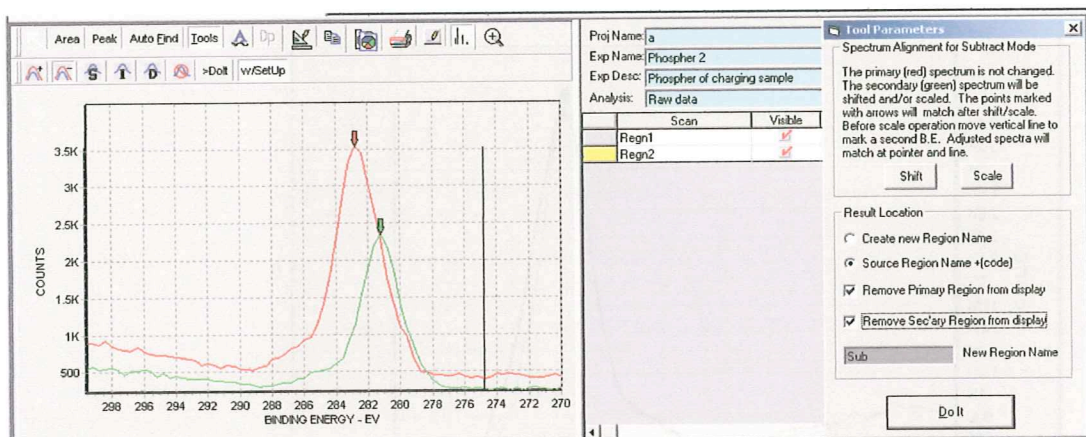 Area Peak Auto Find Tools Dp
S I D >DoIt w/SetUp
3.5K
3K
2.5K
2K
1.5K
1K
500
COUNTS
298 296 294 292 290 288 286 284 282 280 278 276 274 272 270
BINDING ENERGY - EV
Proj Name: a
Exp Name: Phospher 2
Exp Desc: Phospher of charging sample
Analysis: Raw data
Scan Visible
Regn1
Regn2
Tool Parameters
Spectrum Alignment for Subtract Mode
The primary (red) spectrum is not changed.
The secondary (green) spectrum will be
shifted and/or scaled. The points marked
with arrows will match after shift/scale.
Before scale operation move vertical line to
mark a second B.E. Adjusted spectra will
match at pointer and line.
Shift Scale
Result Location
Create new Region Name
Source Region Name +(code)
Remove Primary Region from display
Remove Sec'ary Region from display
Sub New Region Name
Do It